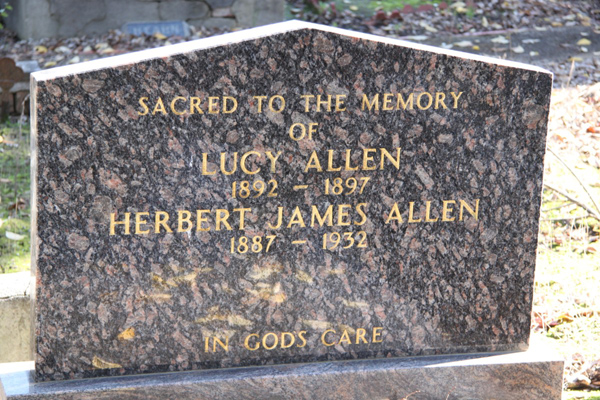 SACRED TO THE MEMORY
OF
LUCY ALLEN
1892 - 1897
HERBERT JAMES ALLEN
1887 - 1932
IN GODS CARE